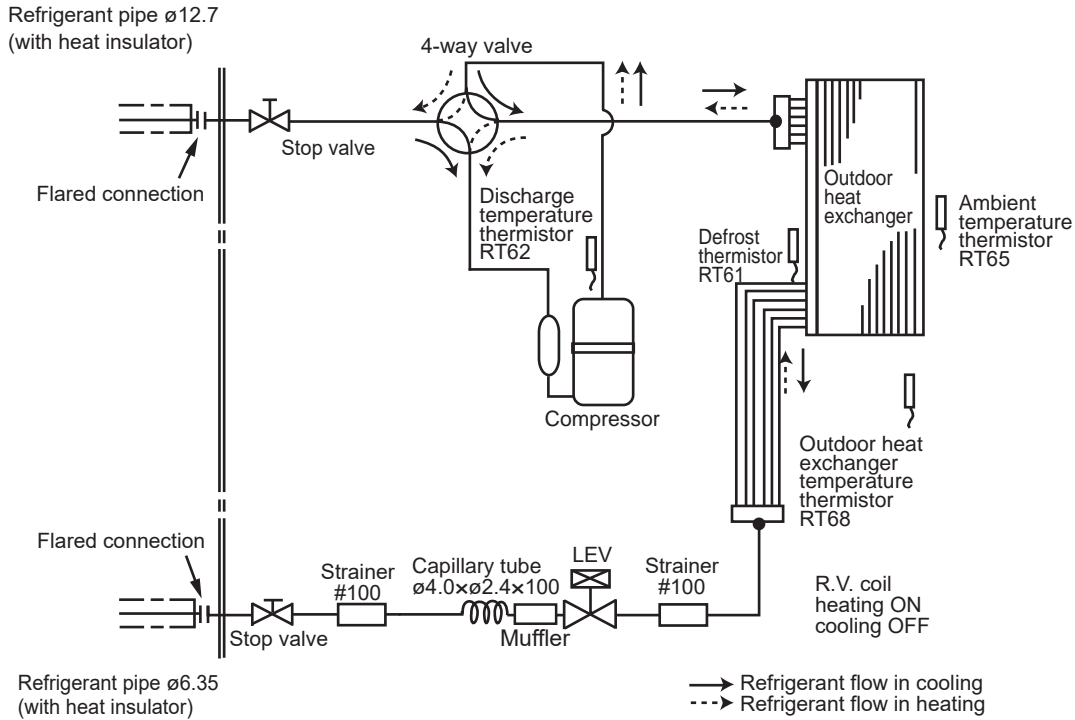 Refrigerant pipe ø12.7
(with heat insulator)
4-way valve
Stop valve
Flared connection
Discharge
temperature
thermistor
RT62
Outdoor
heat
exchanger
Ambient
temperature
thermistor
RT65
Defrost
thermistor
RT61
Compressor
Outdoor heat
exchanger
temperature
thermistor
RT68
Flared connection
Strainer
#100
Capillary tube
ø4.0×ø2.4×100
LEV
Strainer
#100
R.V. coil
heating ON
cooling OFF
Stop valve
Muffler
Refrigerant pipe ø6.35
(with heat insulator)
Refrigerant flow in cooling
Refrigerant flow in heating